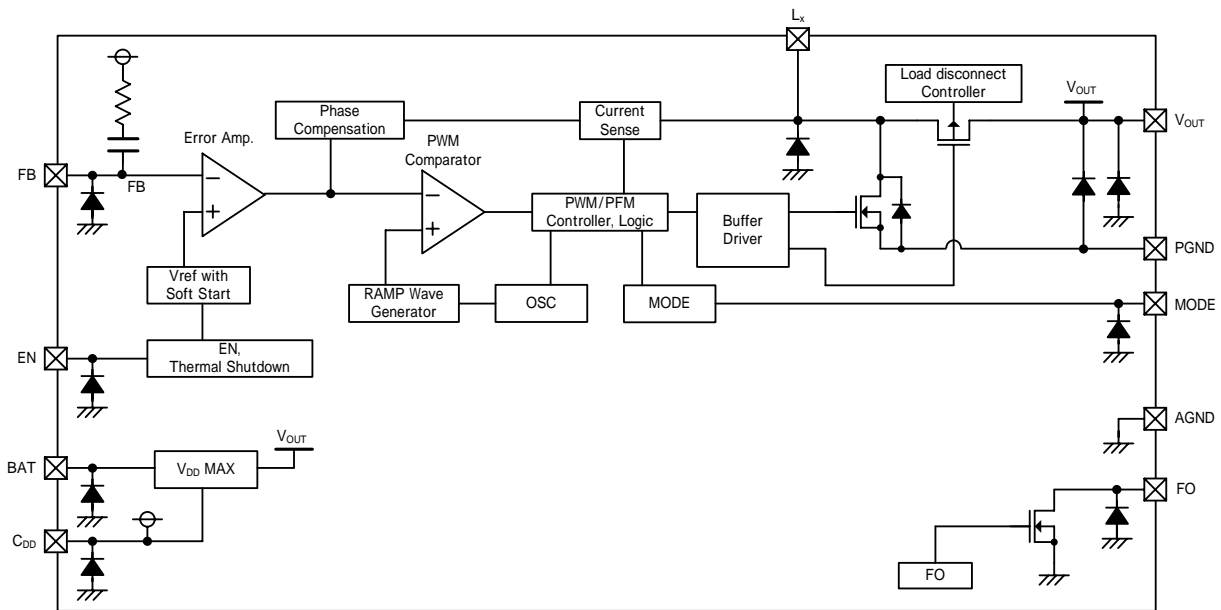 Lx
Load disconnect
Controller
VOUT
VOUT
Phase
Compensation
Current
Sense
Error Amp.
PWM
Comparator
FB
FB
−
+
−
+
PWM/PFM
Controller, Logic
Buffer
Driver
PGND
Vref with
Soft Start
RAMP Wave
Generator
OSC
MODE
MODE
EN
EN,
Thermal Shutdown
AGND
VOUT
BAT
VDD MAX
FO
CDD
FO